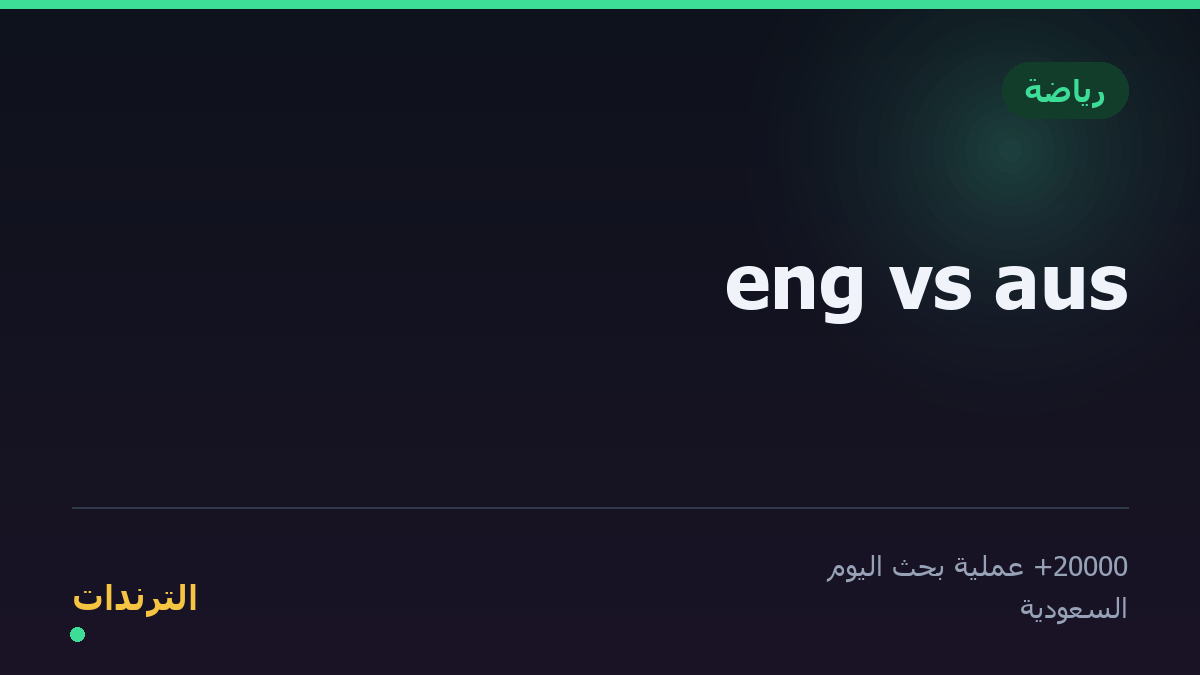 رياضة
eng vs aus
20000+ عملية بحث اليوم
السعودية
الترندات